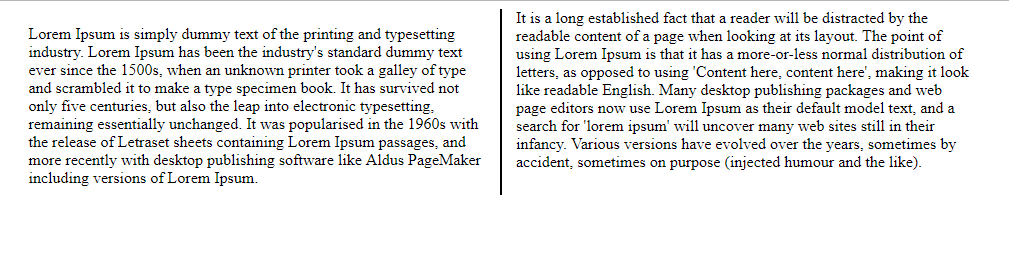 Lorem Ipsum is simply dummy text of the printing and typesetting
industry. Lorem Ipsum has been the industry's standard dummy text
ever since the 1500s, when an unknown printer took a galley of type
and scrambled it to make a type specimen book. It has survived not
only five centuries, but also the leap into electronic typesetting,
remaining essentially unchanged. It was popularised in the 1960s with
the release of Letraset sheets containing Lorem Ipsum passages, and
more recently with desktop publishing software like Aldus PageMaker
including versions of Lorem Ipsum.
It is a long established fact that a reader will be distracted by the
readable content of a page when looking at its layout. The point of
using Lorem Ipsum is that it has a more-or-less normal distribution of
letters, as opposed to using 'Content here, content here', making it look
like readable English. Many desktop publishing packages and web
page editors now use Lorem Ipsum as their default model text, and a
search for 'lorem ipsum' will uncover many web sites still in their
infancy. Various versions have evolved over the years, sometimes by
accident, sometimes on purpose (injected humour and the like).